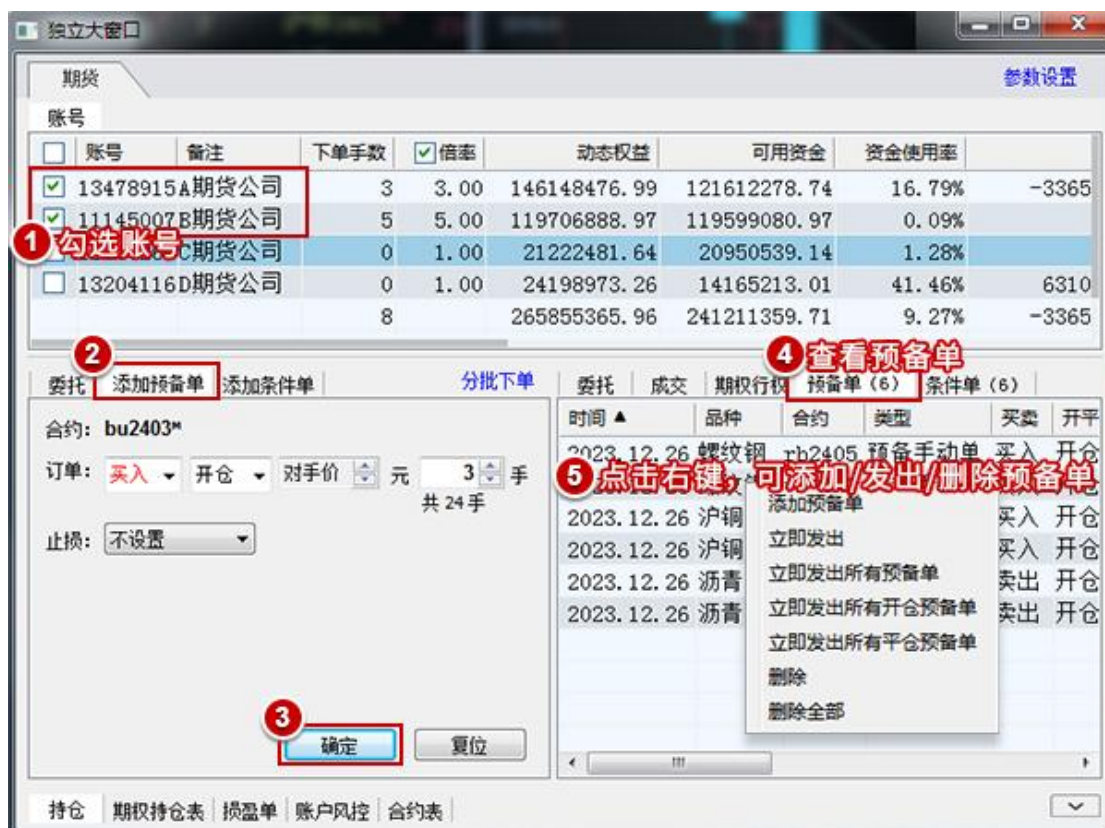 独立大窗口
期货 参数设置
账号
账号 备注 下单手数 倍率 动态权益 可用资金 资金使用率
13478915 A期货公司 3 3.00 146148476.99 121612278.74 16.79% -3365
11145007 B期货公司 5 5.00 119706888.97 119599080.97 0.09%
1 勾选账号 C期货公司 0 1.00 21222481.64 20950539.14 1.28%
13204116 D期货公司 0 1.00 24198973.26 14165213.01 41.46% 6310
8 265855365.96 241211359.71 9.27% -3365
2
4 查看预备单
委托 添加预备单 添加条件单 分批下单
委托 成交 期权行权 预备单(6) 条件单(6)
合约: bu2403ᴹ
订单: 买入 开仓 对手价 元 3 手
共 24 手
止损: 不设置
3
确定 复位
时间 ▲ 品种 合约 类型 买卖 开平
2023.12.26 螺纹钢 rb2405 预备手动单 买入 开仓
5 点击右键，可添加/发出/删除预备单
2023.12.26 沪铜 买入 开仓
2023.12.26 沪铜 买入 开仓
2023.12.26 沥青 卖出 开仓
2023.12.26 沥青 卖出 开仓
添加预备单
立即发出
立即发出所有预备单
立即发出所有开仓预备单
立即发出所有平仓预备单
删除
删除全部
持仓 期权持仓表 损盈单 账户风控 合约表